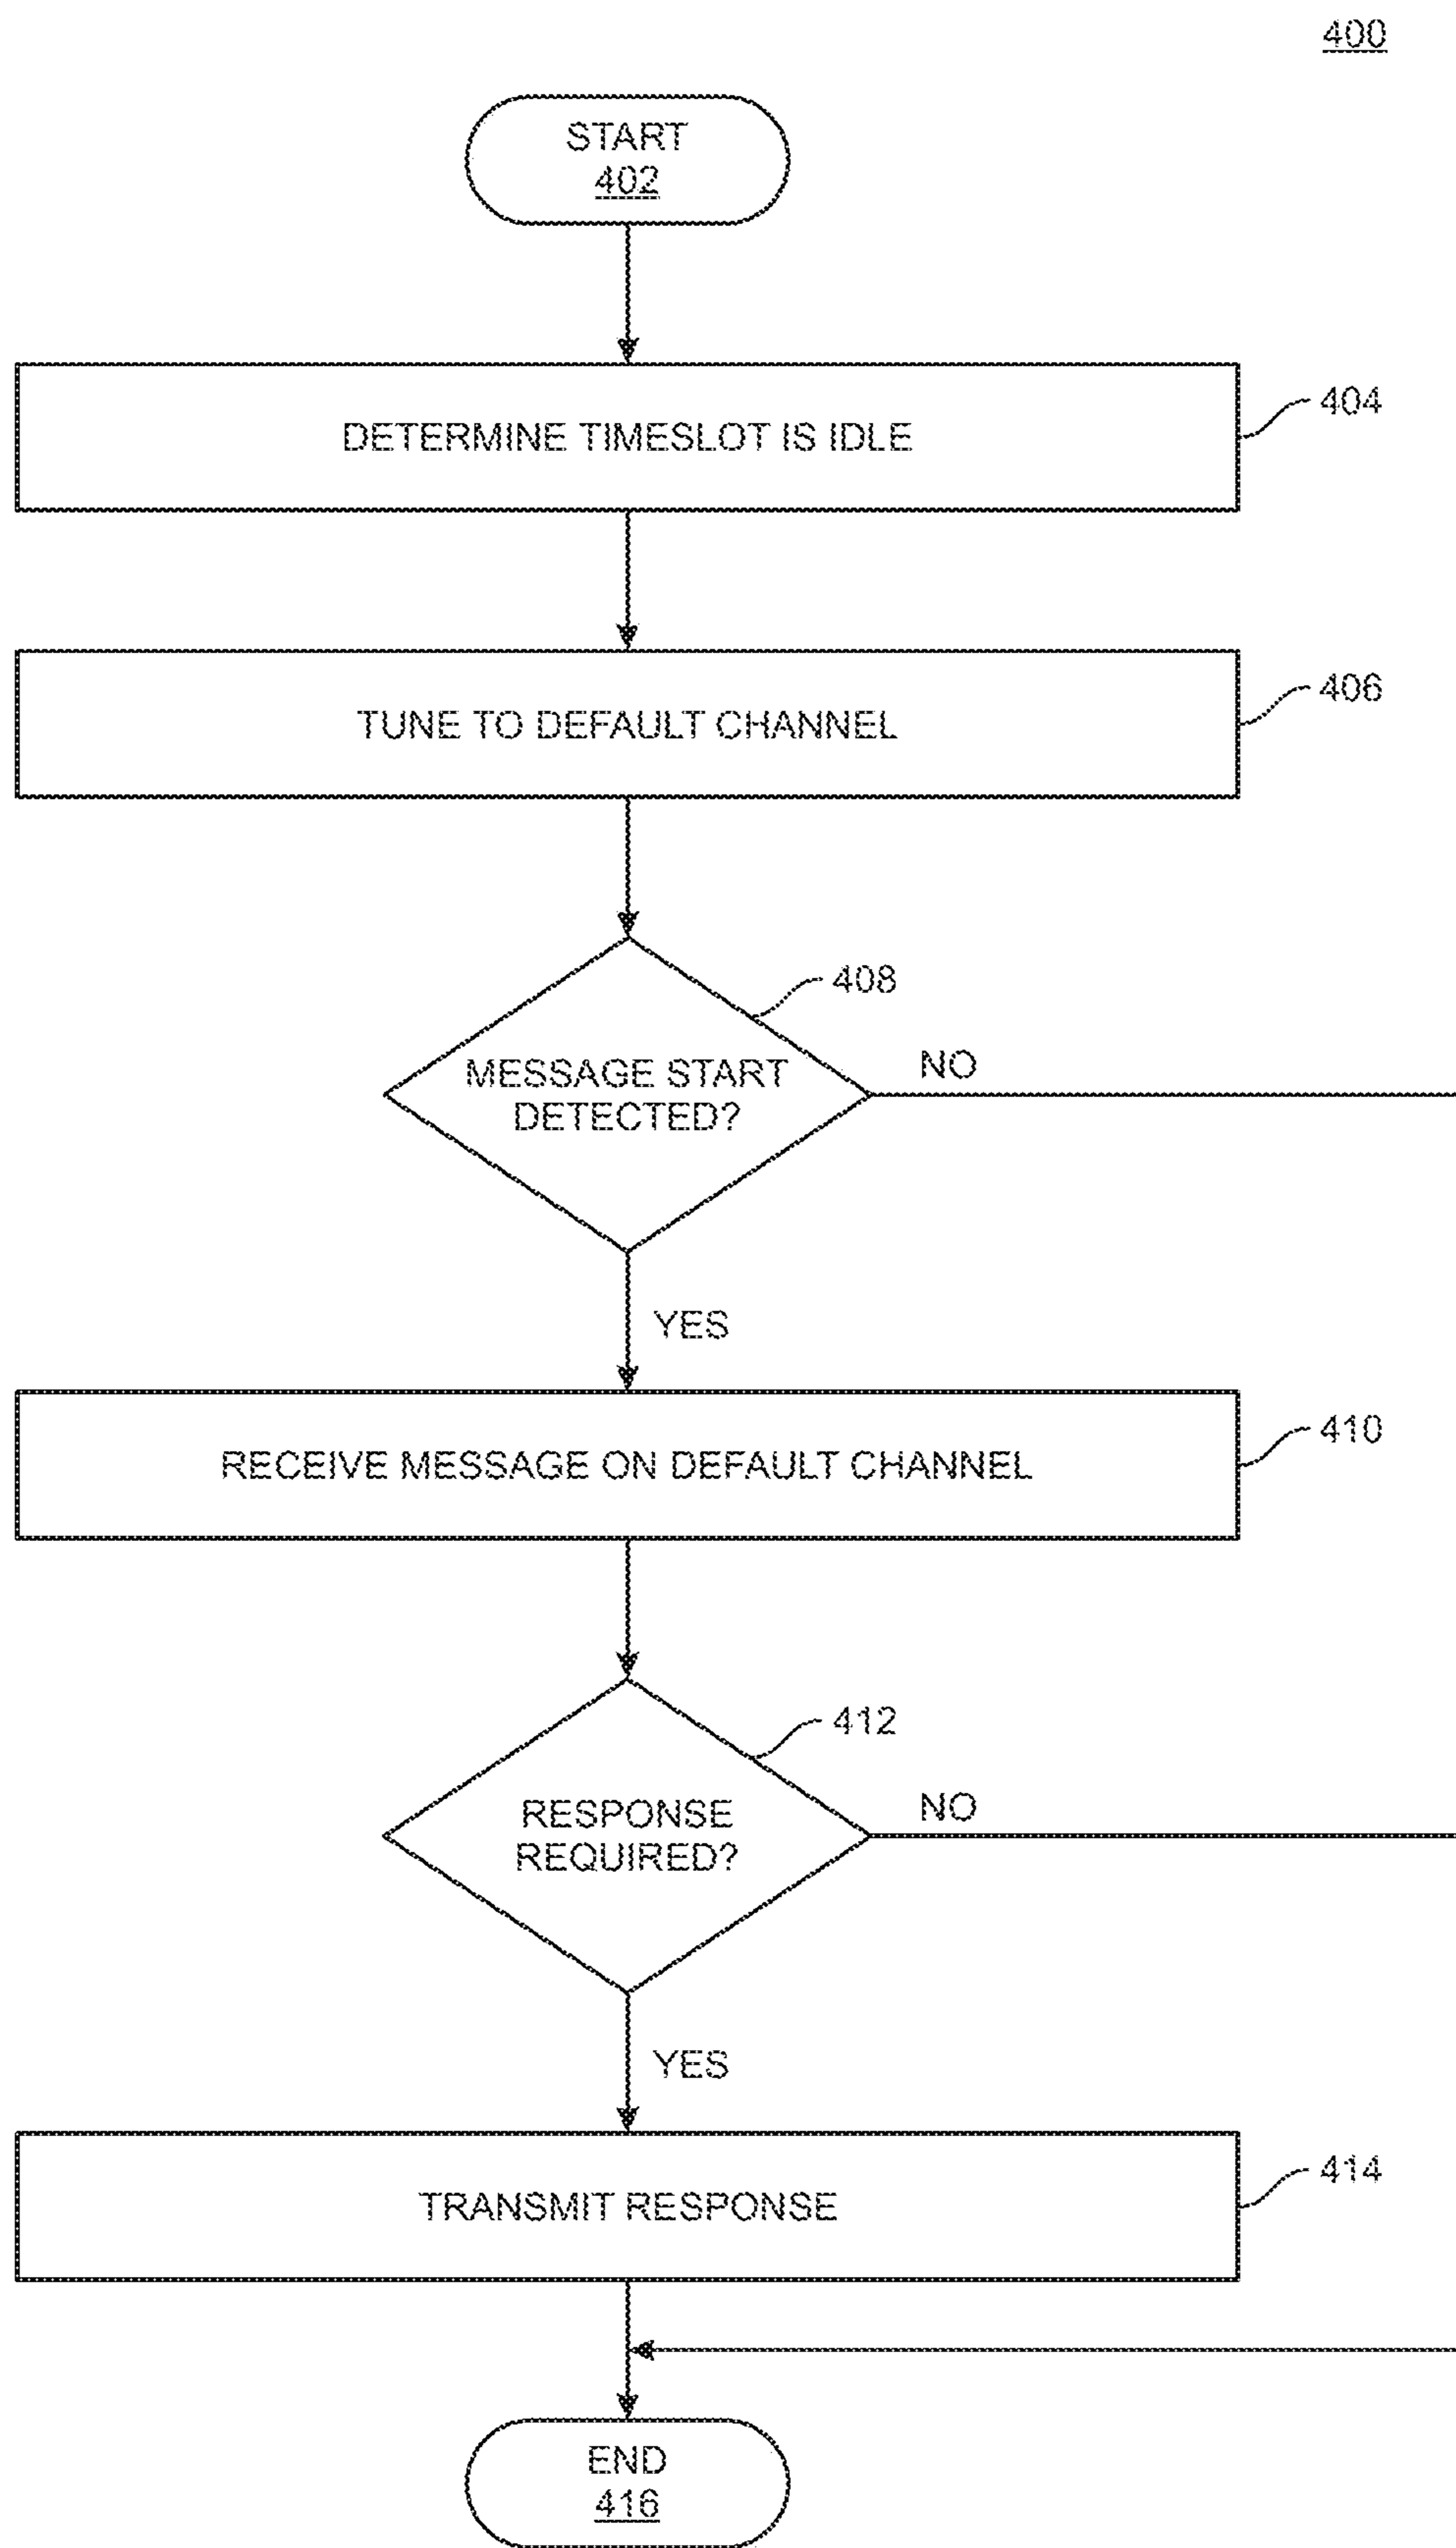 400
START
402
DETERMINE TIMESLOT IS IDLE
404
TUNE TO DEFAULT CHANNEL
406
408
MESSAGE START
DETECTED?
NO
YES
RECEIVE MESSAGE ON DEFAULT CHANNEL
410
412
RESPONSE
REQUIRED?
NO
YES
TRANSMIT RESPONSE
414
END
416